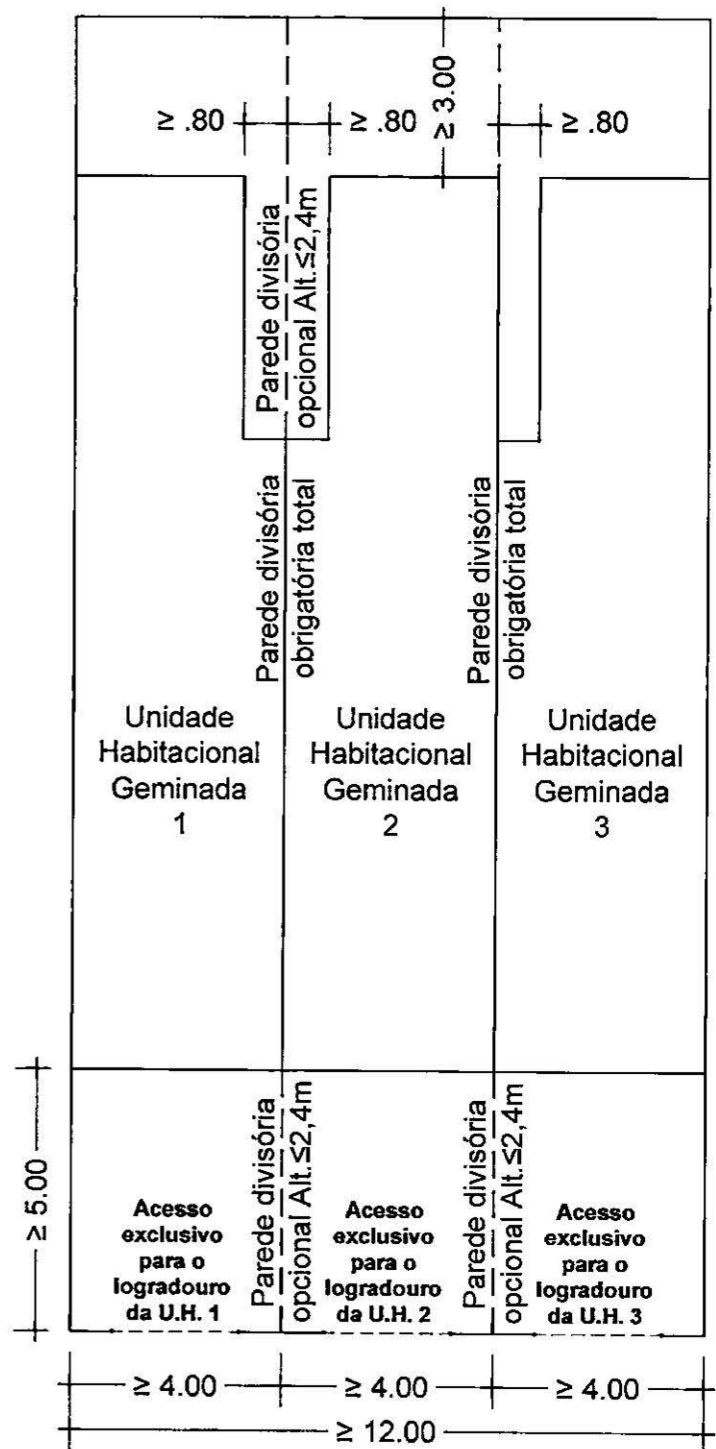 ≥ .80
≥ .80
≥ 3.00
≥ .80
Parede divisória
opcional Alt.≤2,4m
Parede divisória
obrigatória total
Parede divisória
obrigatória total
Unidade
Habitacional
Geminada
1
Unidade
Habitacional
Geminada
2
Unidade
Habitacional
Geminada
3
≥ 5.00
Acesso
exclusivo
para o
logradouro
da U.H. 1
Parede divisória
opcional Alt.≤2,4m
Acesso
exclusivo
para o
logradouro
da U.H. 2
Parede divisória
opcional Alt.≤2,4m
Acesso
exclusivo
para o
logradouro
da U.H. 3
≥ 4.00
≥ 4.00
≥ 4.00
≥ 12.00